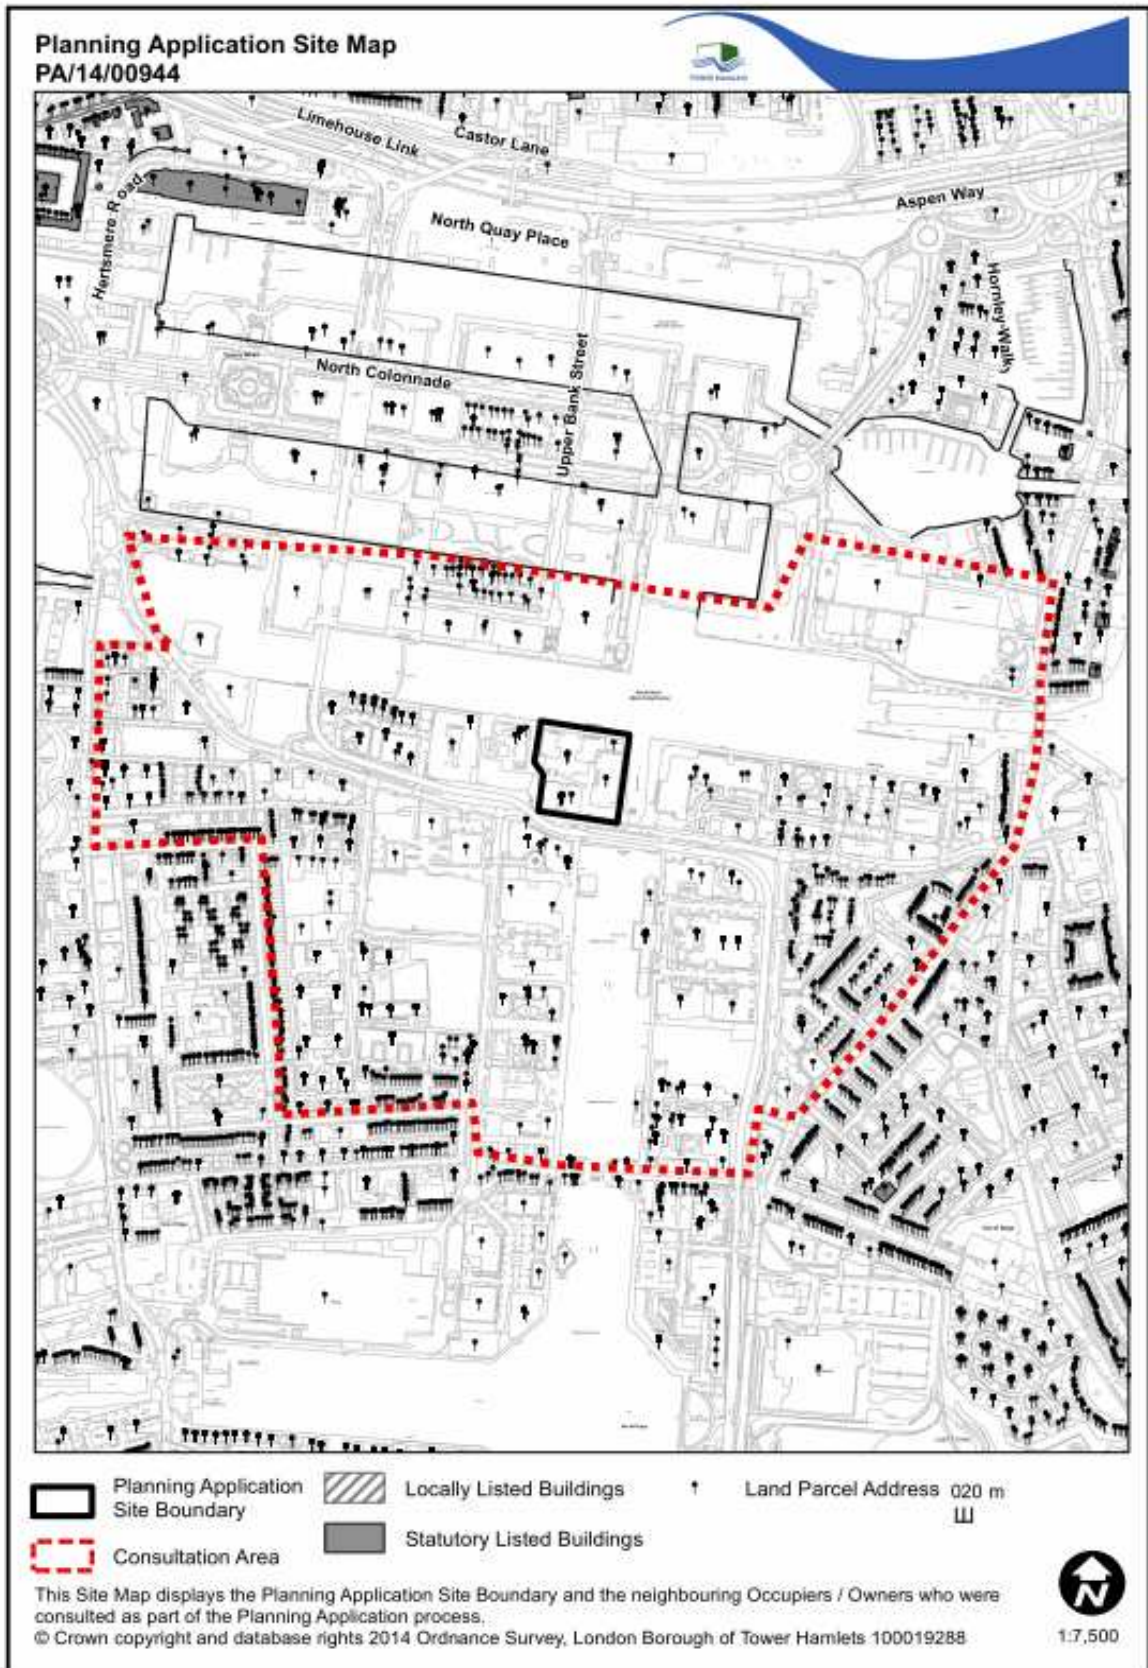 Planning Application Site Map
PA/14/00944
TOWER HAMLETS
Limehouse Link
Castor Lane
Aspen Way
Hertsmere Road
North Quay Place
North Colonnade
Upper Bank Street
Planning Application
Site Boundary
Consultation Area
Locally Listed Buildings
Statutory Listed Buildings
Land Parcel Address
020 m
This Site Map displays the Planning Application Site Boundary and the neighbouring Occupiers / Owners who were
consulted as part of the Planning Application process.
© Crown copyright and database rights 2014 Ordnance Survey, London Borough of Tower Hamlets 100019288
N
1:7,500